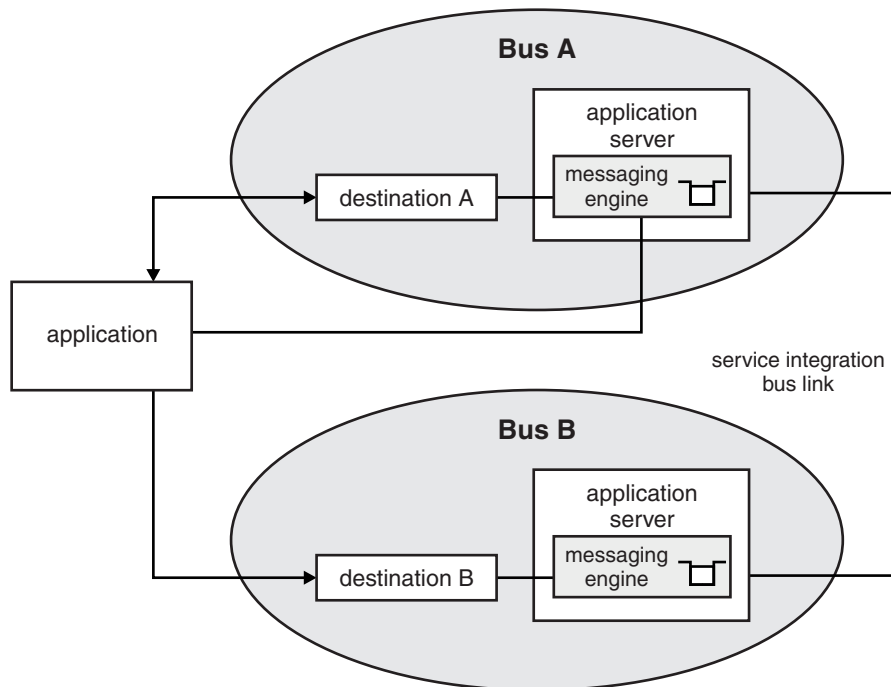 Bus A
application
server
messaging
engine
destination A
application
service integration
bus link
Bus B
application
server
messaging
engine
destination B